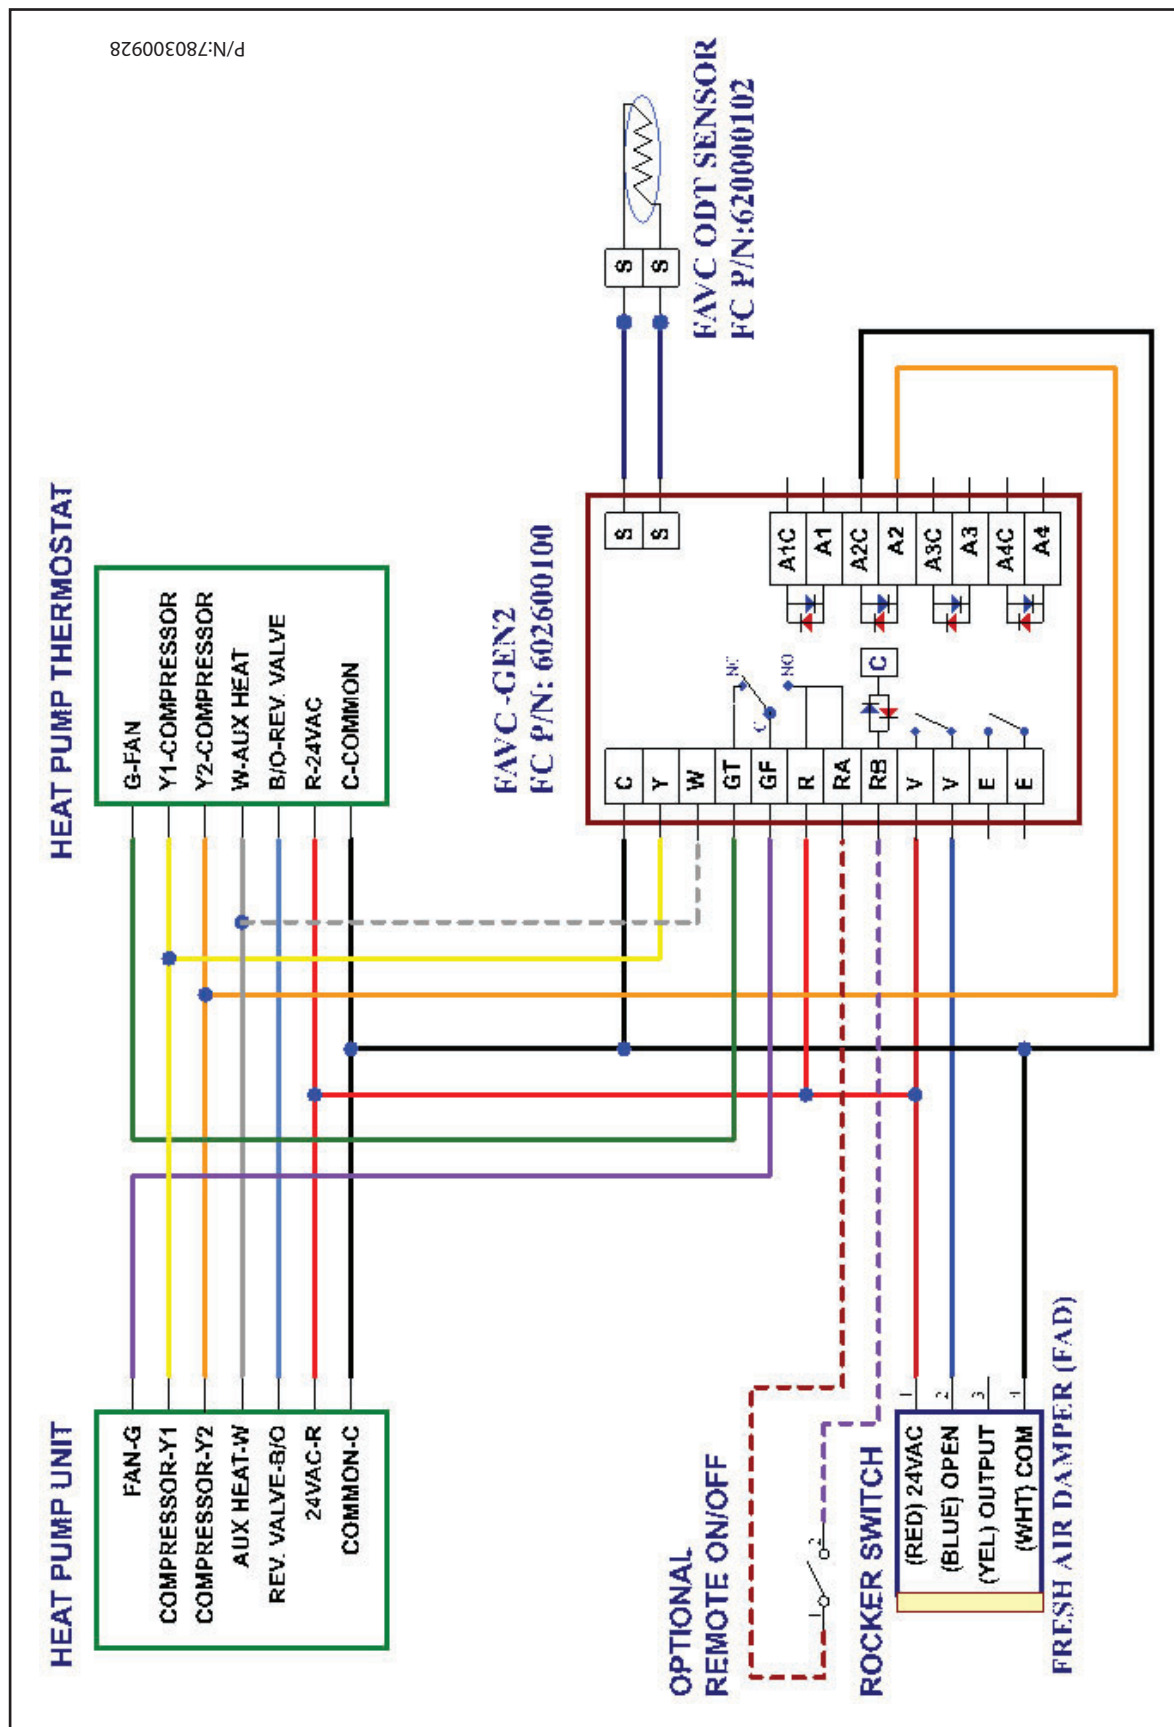 P/N:7803000928
HEAT PUMP UNIT
FAN-G
COMPRESSOR-Y1
COMPRESSOR-Y2
AUX HEAT-W
REV. VALVE-B/O
24VAC-R
COMMON-C
HEAT PUMP THERMOSTAT
G-FAN
Y1-COMPRESSOR
Y2-COMPRESSOR
W-AUX HEAT
B/O-REV. VALVE
R-24VAC
C-COMMON
FAVC -GEN2
FC P/N: 602600100
C
Y
W
GT
GF
R
RA
RB
V
V
E
E
NC
C
NO
C
S
S
A1C
A1
A2C
A2
A3C
A3
A4C
A4
S
S
FAVC ODT SENSOR
FC P/N:620000102
OPTIONAL
REMOTE ON/OFF
1
2
ROCKER SWITCH
(RED) 24VAC
1
(BLUE) OPEN
2
(YEL) OUTPUT
3
(WHT) COM
4
FRESH AIR DAMPER (FAD)